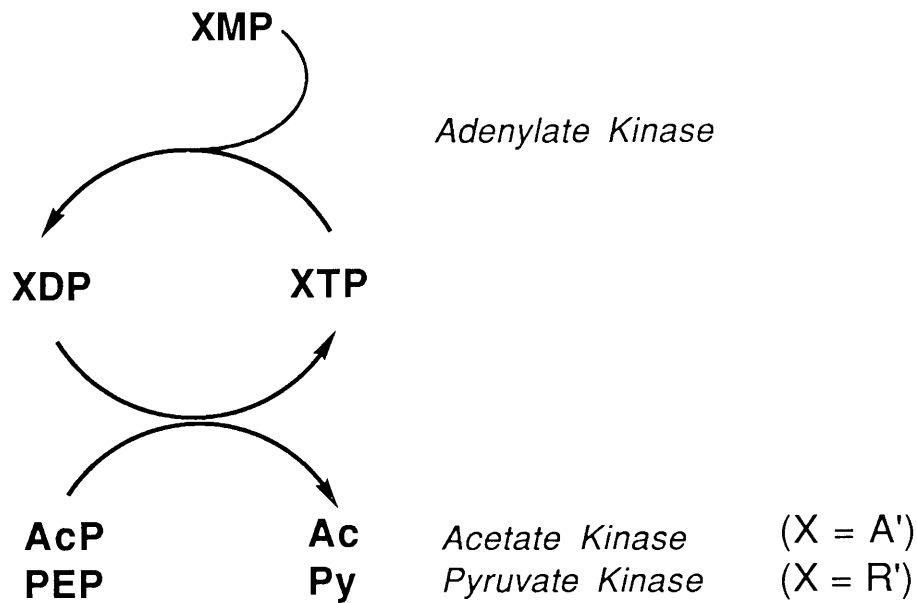 XMP
Adenylate Kinase
XDP XTP
AcP Ac Acetate Kinase (X = A')
PEP Py Pyruvate Kinase (X = R')